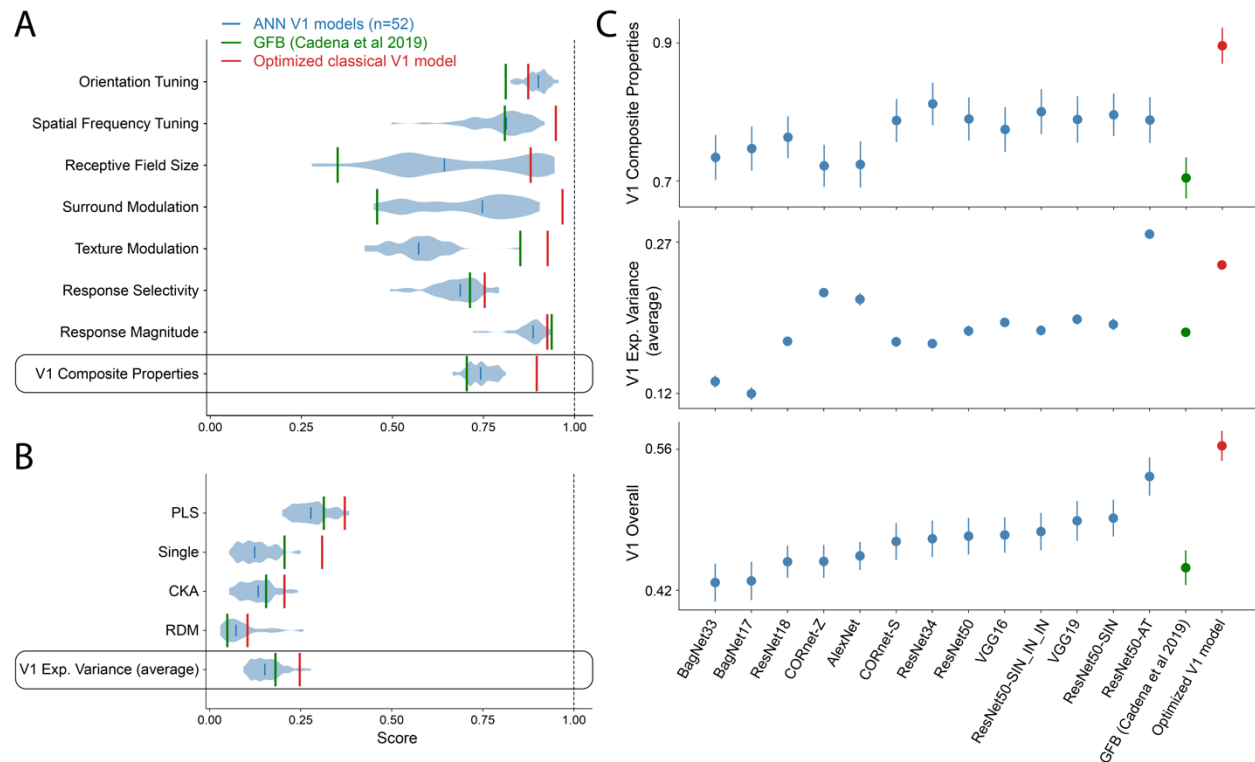 A
ANN V1 models (n=52)
GFB (Cadena et al 2019)
Optimized classical V1 model
Orientation Tuning
Spatial Frequency Tuning
Receptive Field Size
Surround Modulation
Texture Modulation
Response Selectivity
Response Magnitude
V1 Composite Properties
0.00
0.25
0.50
0.75
1.00
B
PLS
Single
CKA
RDM
V1 Exp. Variance (average)
0.00
0.25
0.50
0.75
1.00
Score
C
V1 Composite Properties
0.9
0.7
V1 Exp. Variance
(average)
0.27
0.12
V1 Overall
0.56
0.42
BagNet33
BagNet17
ResNet18
CORnet-Z
AlexNet
CORnet-S
ResNet34
ResNet50
VGG16
ResNet50-SIN_IN_IN
VGG19
ResNet50-SIN
ResNet50-AT
GFB (Cadena et al 2019)
Optimized V1 model